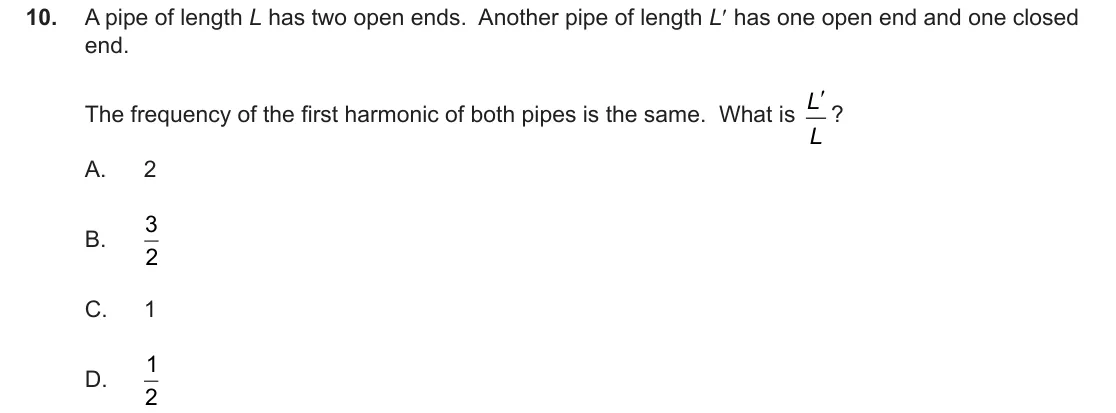 10. A pipe of length L has two open ends. Another pipe of length L′ has one open end and one closed
end.
The frequency of the first harmonic of both pipes is the same. What is L′/L ?
A. 2
B. 3/2
C. 1
D. 1/2